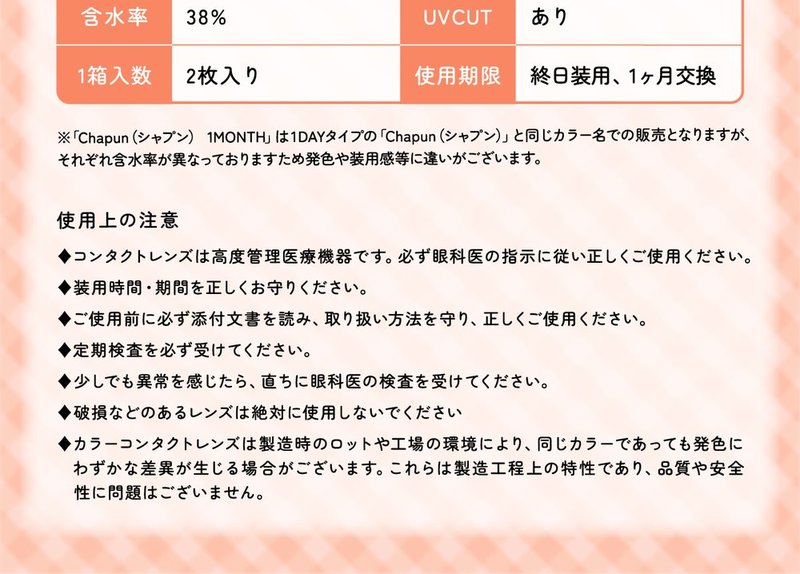 含水率 38% UVCUT あり
1箱入数 2枚入り 使用期限 終日装用、1ヶ月交換
※「Chapun（シャプン） 1MONTH」は1DAYタイプの「Chapun（シャプン）」と同じカラー名での販売となりますが、
それぞれ含水率が異なっておりますため発色や装用感等に違いがございます。
使用上の注意
♦コンタクトレンズは高度管理医療機器です。必ず眼科医の指示に従い正しくご使用ください。
♦装用時間・期間を正しくお守りください。
♦ご使用前に必ず添付文書を読み、取り扱い方法を守り、正しくご使用ください。
♦定期検査を必ず受けてください。
♦少しでも異常を感じたら、直ちに眼科医の検査を受けてください。
♦破損などのあるレンズは絶対に使用しないでください
♦カラーコンタクトレンズは製造時のロットや工場の環境により、同じカラーであっても発色に
わずかな差異が生じる場合がございます。これらは製造工程上の特性であり、品質や安全
性に問題はございません。